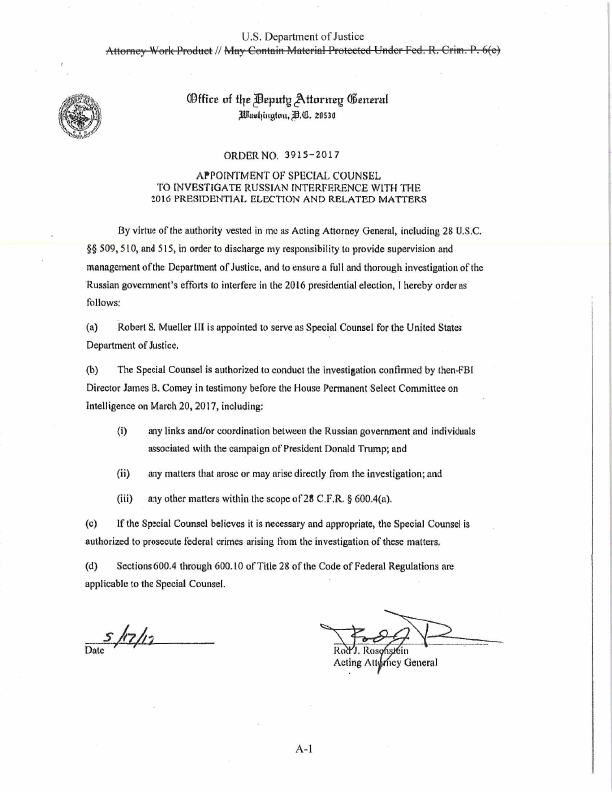 U.S. Department of Justice
Attorney Work Product // May Contain Material Protected Under Fed. R. Crim. P. 6(e)
Office of the Deputy Attorney General
Washington, D.C. 20530
ORDER NO. 3915-2017
APPOINTMENT OF SPECIAL COUNSEL
TO INVESTIGATE RUSSIAN INTERFERENCE WITH THE
2016 PRESIDENTIAL ELECTION AND RELATED MATTERS
By virtue of the authority vested in me as Acting Attorney General, including 28 U.S.C.
§§ 509, 510, and 515, in order to discharge my responsibility to provide supervision and
management of the Department of Justice, and to ensure a full and thorough investigation of the
Russian government's efforts to interfere in the 2016 presidential election, I hereby order as
follows:
(a) Robert S. Mueller III is appointed to serve as Special Counsel for the United States
Department of Justice.
(b) The Special Counsel is authorized to conduct the investigation confirmed by then-FBI
Director James B. Comey in testimony before the House Permanent Select Committee on
Intelligence on March 20, 2017, including:
(i) any links and/or coordination between the Russian government and individuals
associated with the campaign of President Donald Trump; and
(ii) any matters that arose or may arise directly from the investigation; and
(iii) any other matters within the scope of 28 C.F.R. § 600.4(a).
(c) If the Special Counsel believes it is necessary and appropriate, the Special Counsel is
authorized to prosecute federal crimes arising from the investigation of these matters.
(d) Sections 600.4 through 600.10 of Title 28 of the Code of Federal Regulations are
applicable to the Special Counsel.
5/17/17
Date
Rod J. Rosenstein
Acting Attorney General
A-1